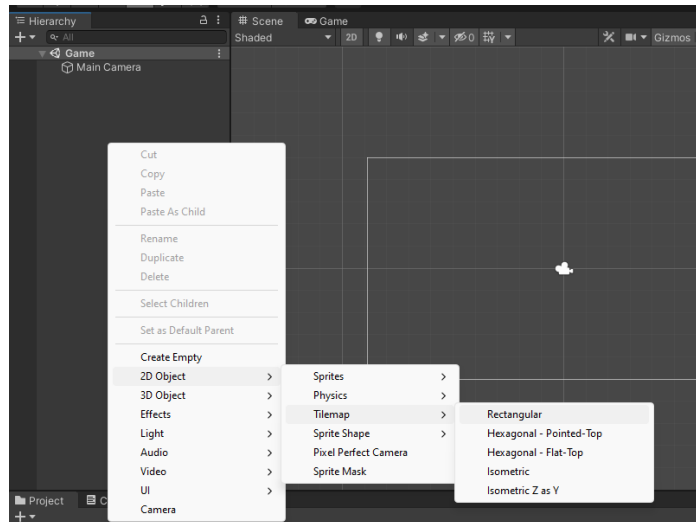 Hierarchy
All
Game
Main Camera
Scene
Game
Shaded
2D
0
Gizmos
Cut
Copy
Paste
Paste As Child
Rename
Duplicate
Delete
Select Children
Set as Default Parent
Create Empty
2D Object
3D Object
Effects
Light
Audio
Video
UI
Camera
Sprites
Physics
Tilemap
Sprite Shape
Pixel Perfect Camera
Sprite Mask
Rectangular
Hexagonal - Pointed-Top
Hexagonal - Flat-Top
Isometric
Isometric Z as Y
Project
C